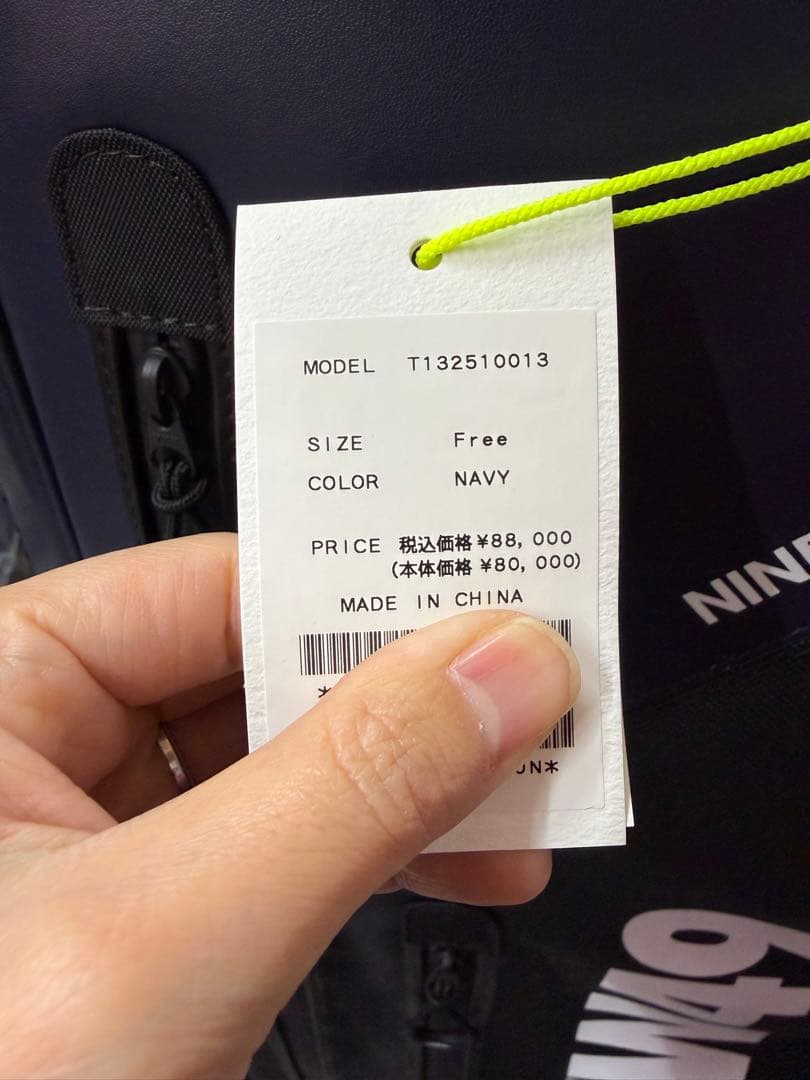 MODEL T132510013
SIZE Free
COLOR NAVY
PRICE 税込価格 ¥88,000
(本体価格 ¥80,000)
MADE IN CHINA
W49